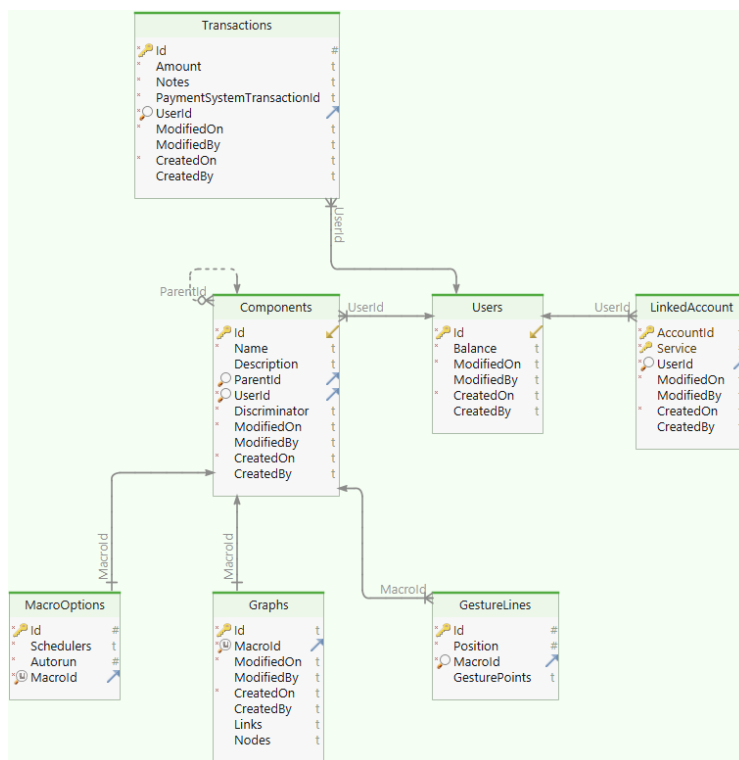 Transactions
Id #
Amount t
Notes t
PaymentSystemTransactionId t
UserId
ModifiedOn t
ModifiedBy t
CreatedOn t
CreatedBy t
UserId
ParentId
Components
Id
Name t
Description t
ParentId
UserId
Discriminator t
ModifiedOn t
ModifiedBy t
CreatedOn t
CreatedBy t
UserId
Users
Id
Balance t
ModifiedOn t
ModifiedBy t
CreatedOn t
CreatedBy t
UserId
LinkedAccount
AccountId
Service
UserId
ModifiedOn
ModifiedBy
CreatedOn
CreatedBy
MacroId
MacroId
MacroId
MacroOptions
Id #
Schedulers t
Autorun #
MacroId
Graphs
Id t
MacroId
ModifiedOn t
ModifiedBy t
CreatedOn t
CreatedBy t
Links t
Nodes t
GestureLines
Id #
Position #
MacroId
GesturePoints t